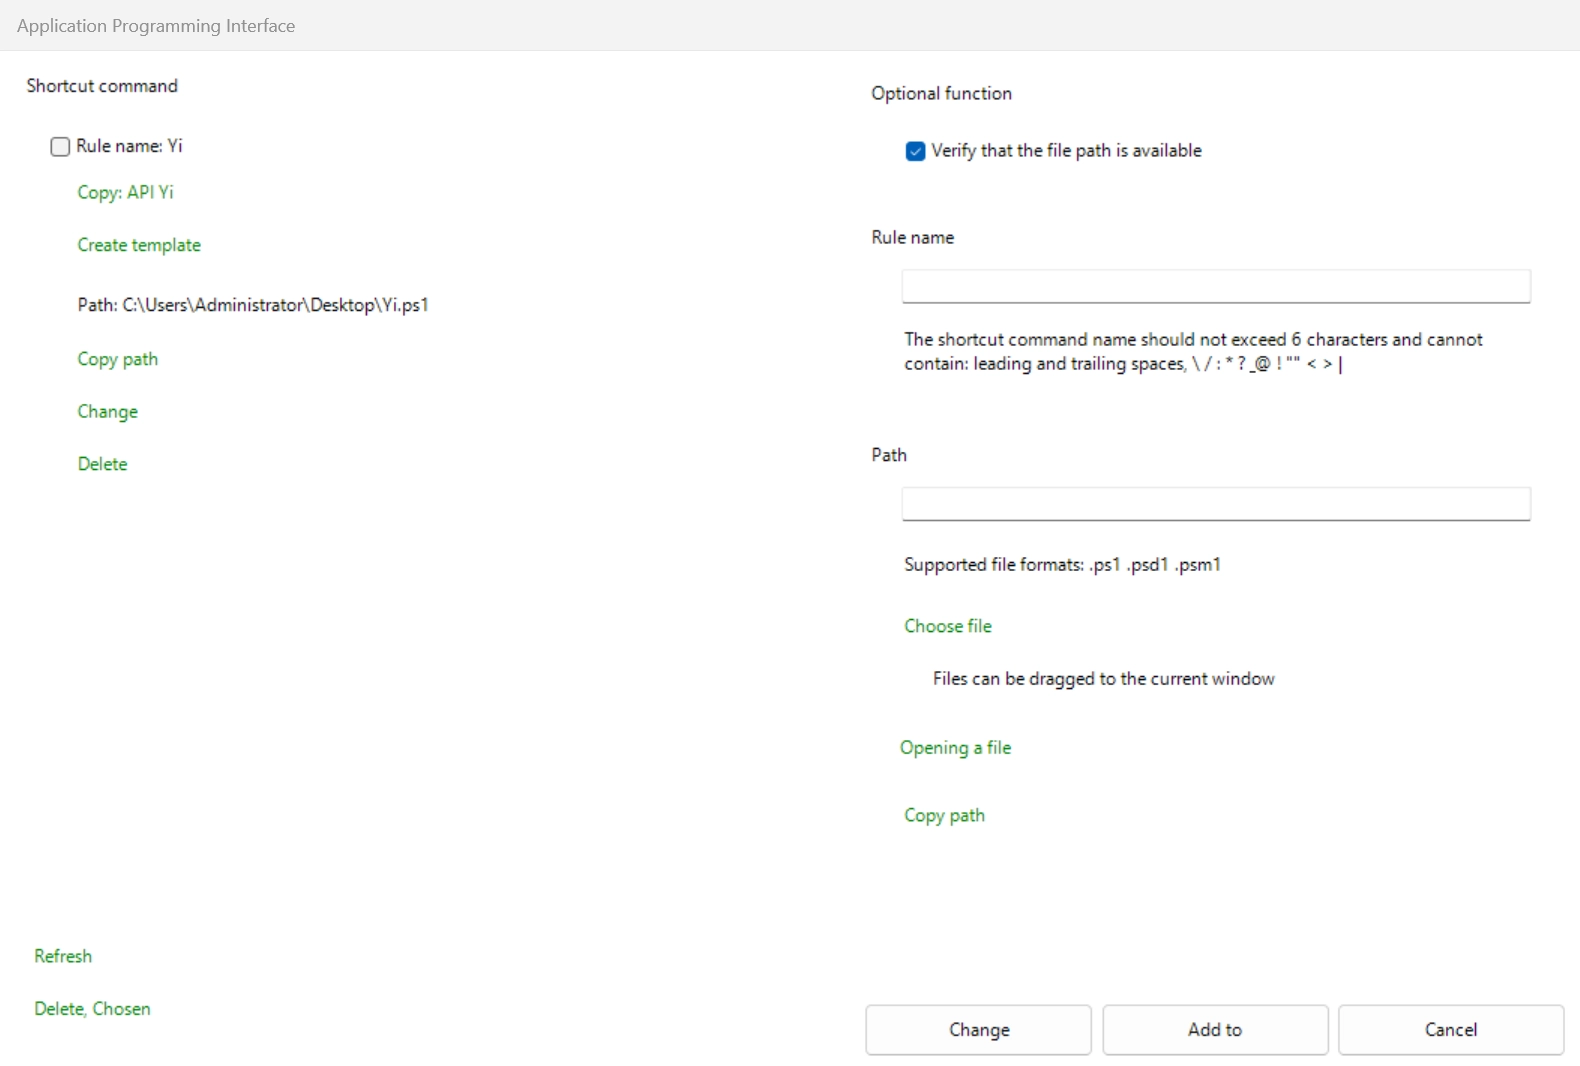 Application Programming Interface
Shortcut command
Rule name: Yi
Copy: API Yi
Create template
Path: C:\Users\Administrator\Desktop\Yi.ps1
Copy path
Change
Delete
Refresh
Delete, Chosen
Optional function
Verify that the file path is available
Rule name
The shortcut command name should not exceed 6 characters and cannot
contain: leading and trailing spaces, \ / : * ? _@ ! "" < > |
Path
Supported file formats: .ps1 .psd1 .psm1
Choose file
Files can be dragged to the current window
Opening a file
Copy path
Change
Add to
Cancel